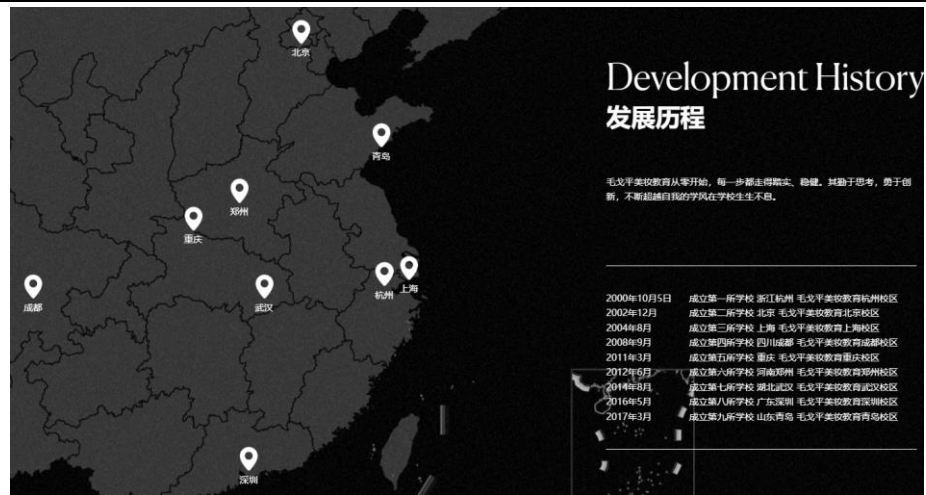 北京
青岛
郑州
重庆
成都
武汉
杭州
上海
深圳
Development History
发展历程
毛戈平美妆教育从零开始，每一步都走得踏实、稳健。其勤于思考，勇于创
新，不断超越自我的学风在学校生生不息。
2000年10月5日 成立第一所学校 浙江杭州 毛戈平美妆教育杭州校区
2002年12月 成立第二所学校 北京 毛戈平美妆教育北京校区
2004年8月 成立第三所学校 上海 毛戈平美妆教育上海校区
2008年9月 成立第四所学校 四川成都 毛戈平美妆教育成都校区
2011年3月 成立第五所学校 重庆 毛戈平美妆教育重庆校区
2012年6月 成立第六所学校 河南郑州 毛戈平美妆教育郑州校区
2014年8月 成立第七所学校 湖北武汉 毛戈平美妆教育武汉校区
2016年5月 成立第八所学校 广东深圳 毛戈平美妆教育深圳校区
2017年3月 成立第九所学校 山东青岛 毛戈平美妆教育青岛校区